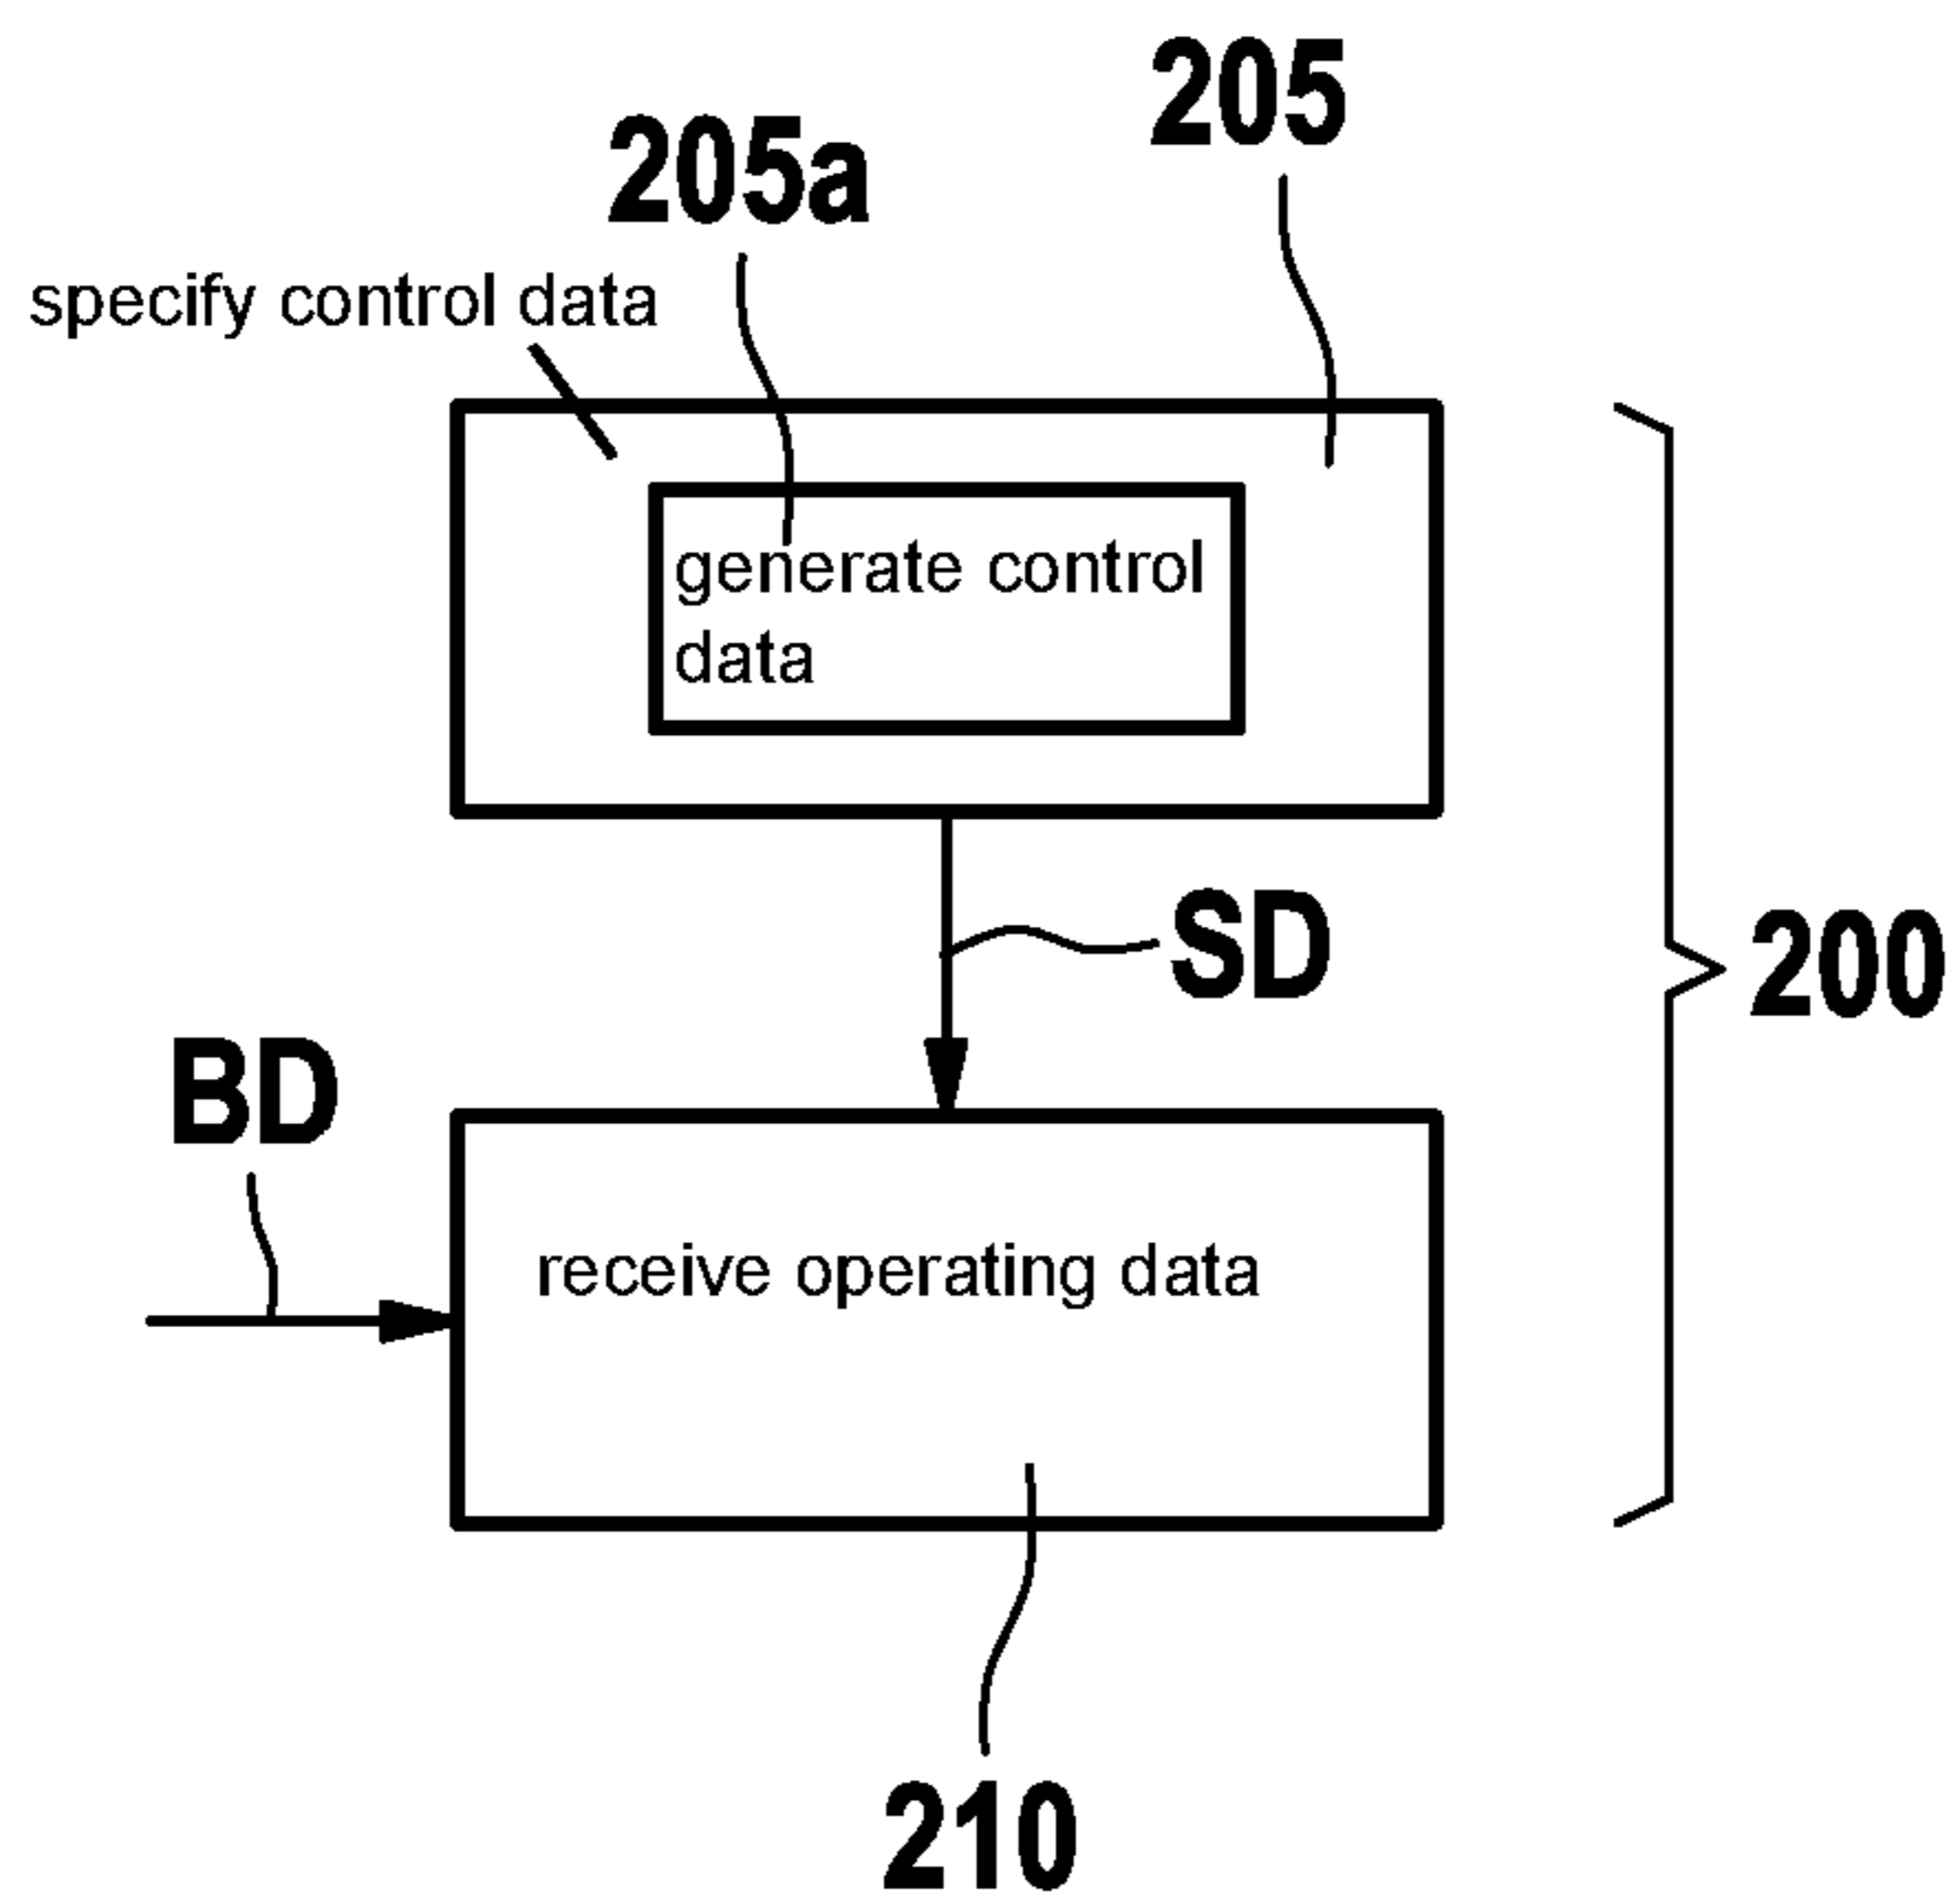 205
205a
specify control data
generate control
data
SD
200
BD
receive operating data
210